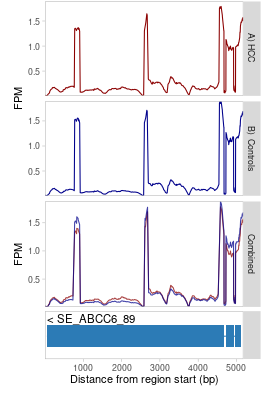 1.5
1.0
0.5
FPM
A) HCC
1.5
1.0
0.5
FPM
B) Controls
1.5
1.0
0.5
FPM
Combined
< SE_ABCC6_89
1000 2000 3000 4000 5000
Distance from region start (bp)